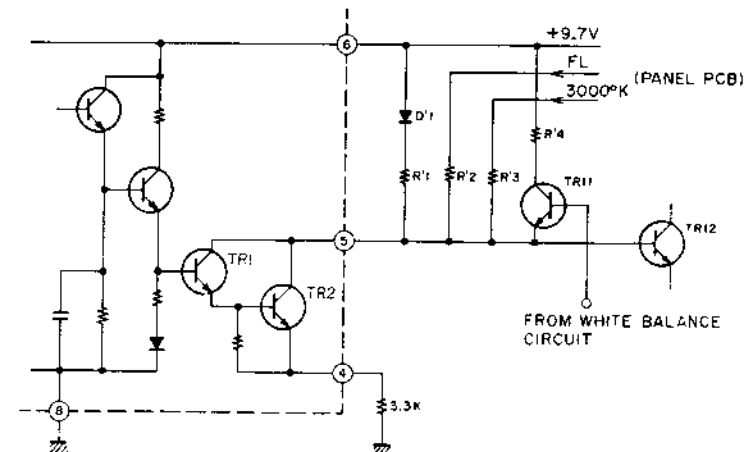 6
+9.7V
FL
(PANEL PCB)
3000°K
D'1
R'4
R'1
R'2
R'3
TR11
5
TR12
TR1
TR2
FROM WHITE BALANCE
CIRCUIT
4
3.3K
8